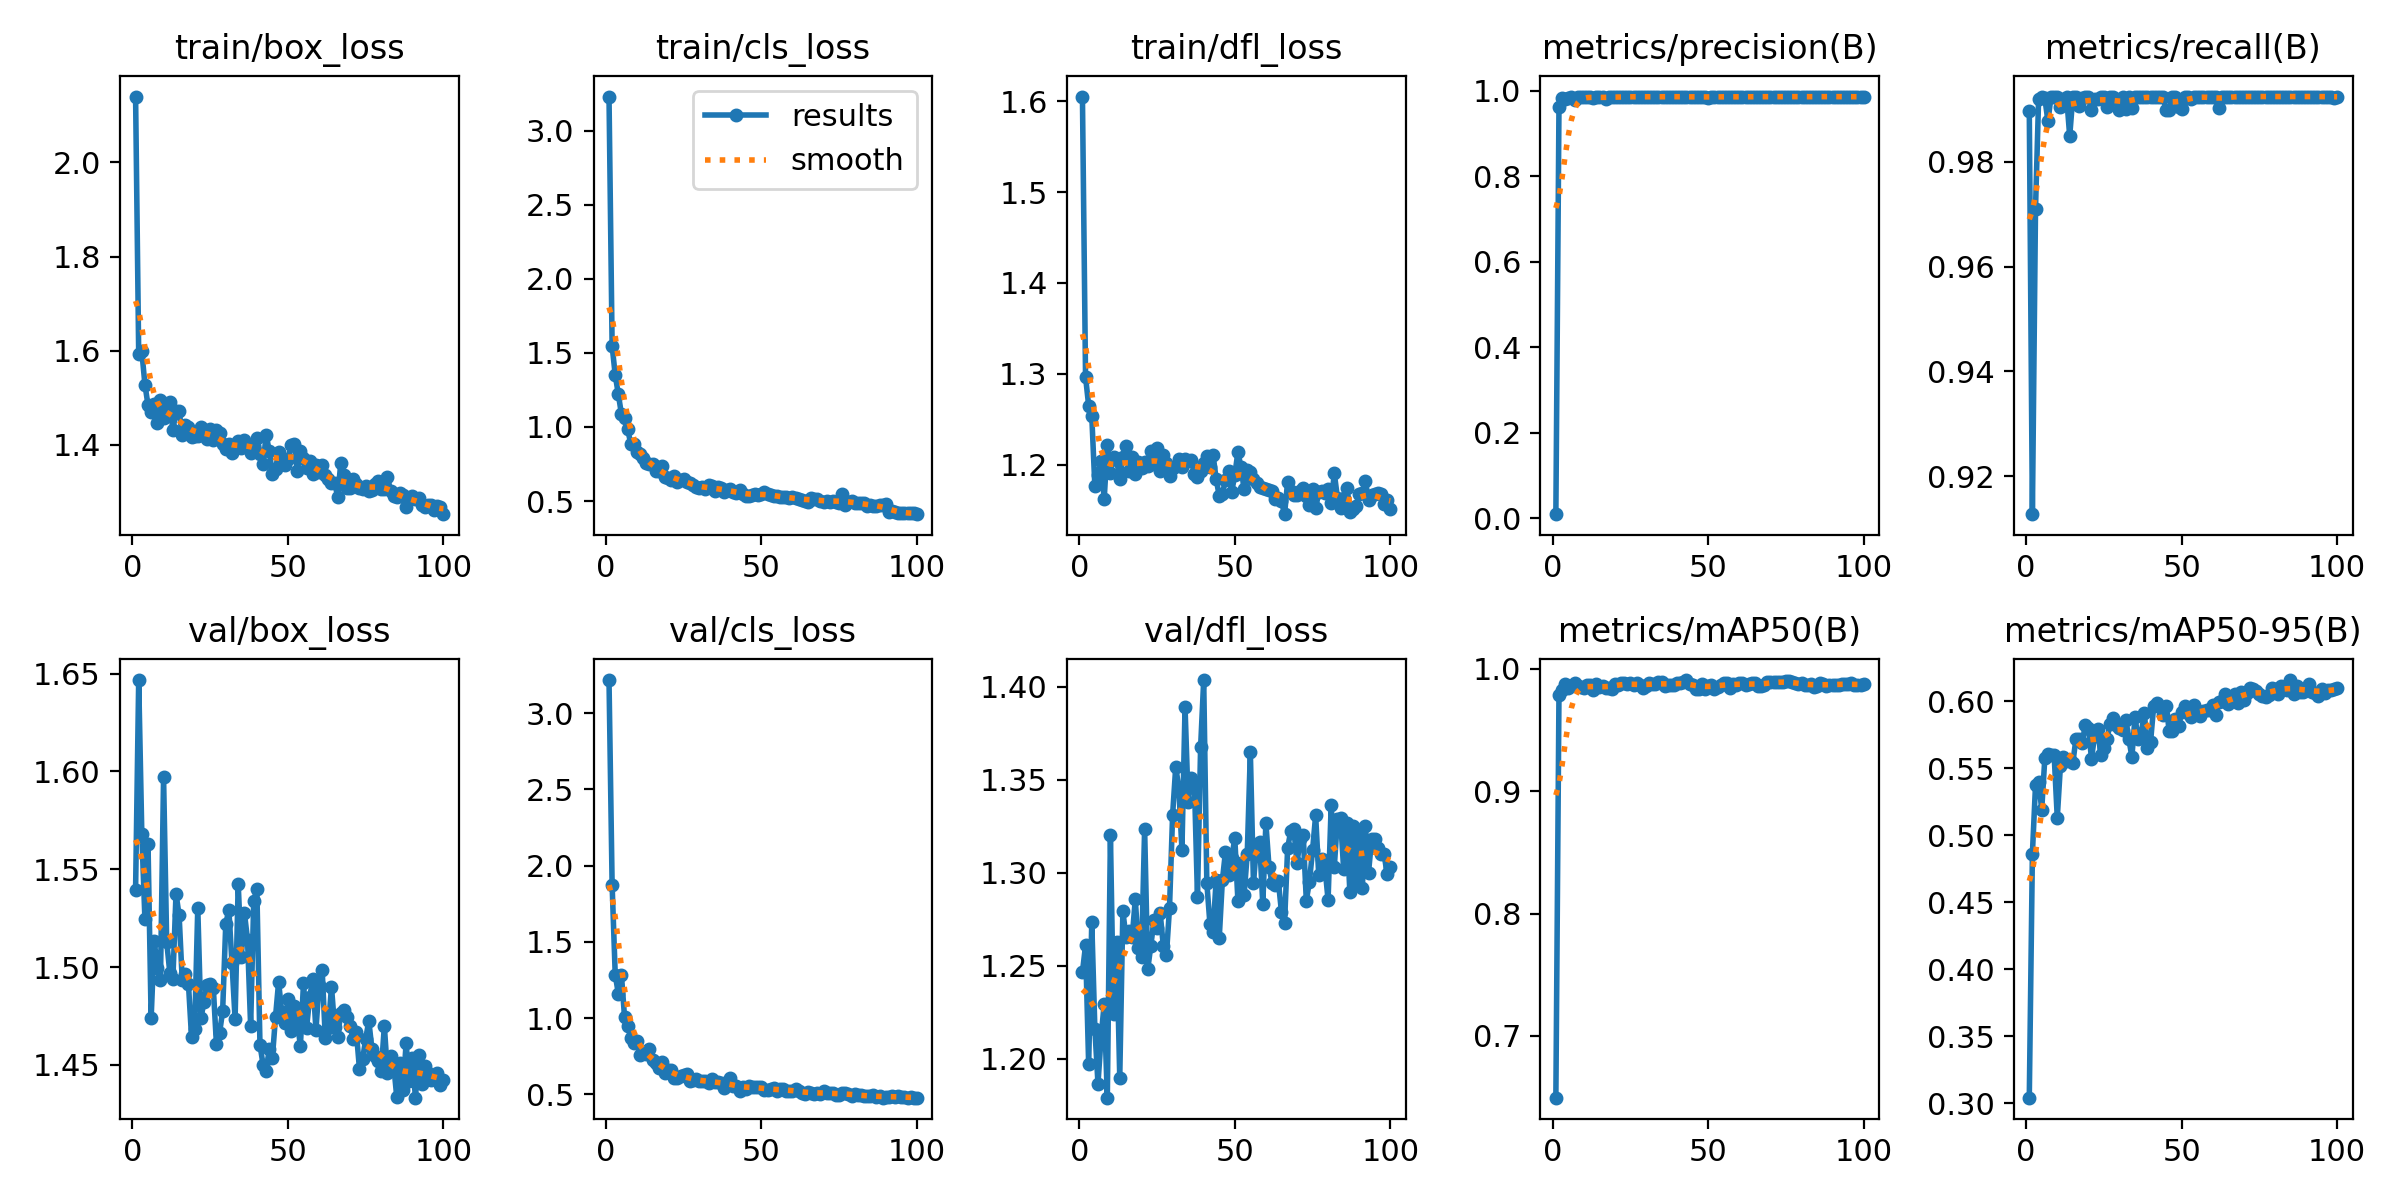 train/box_loss
2.0
1.8
1.6
1.4
0 50 100
train/cls_loss
results
smooth
3.0
2.5
2.0
1.5
1.0
0.5
0 50 100
train/dfl_loss
1.6
1.5
1.4
1.3
1.2
0 50 100
metrics/precision(B)
1.0
0.8
0.6
0.4
0.2
0.0
0 50 100
metrics/recall(B)
0.98
0.96
0.94
0.92
0 50 100
val/box_loss
1.65
1.60
1.55
1.50
1.45
0 50 100
val/cls_loss
3.0
2.5
2.0
1.5
1.0
0.5
0 50 100
val/dfl_loss
1.40
1.35
1.30
1.25
1.20
0 50 100
metrics/mAP50(B)
1.0
0.9
0.8
0.7
0 50 100
metrics/mAP50-95(B)
0.60
0.55
0.50
0.45
0.40
0.35
0.30
0 50 100